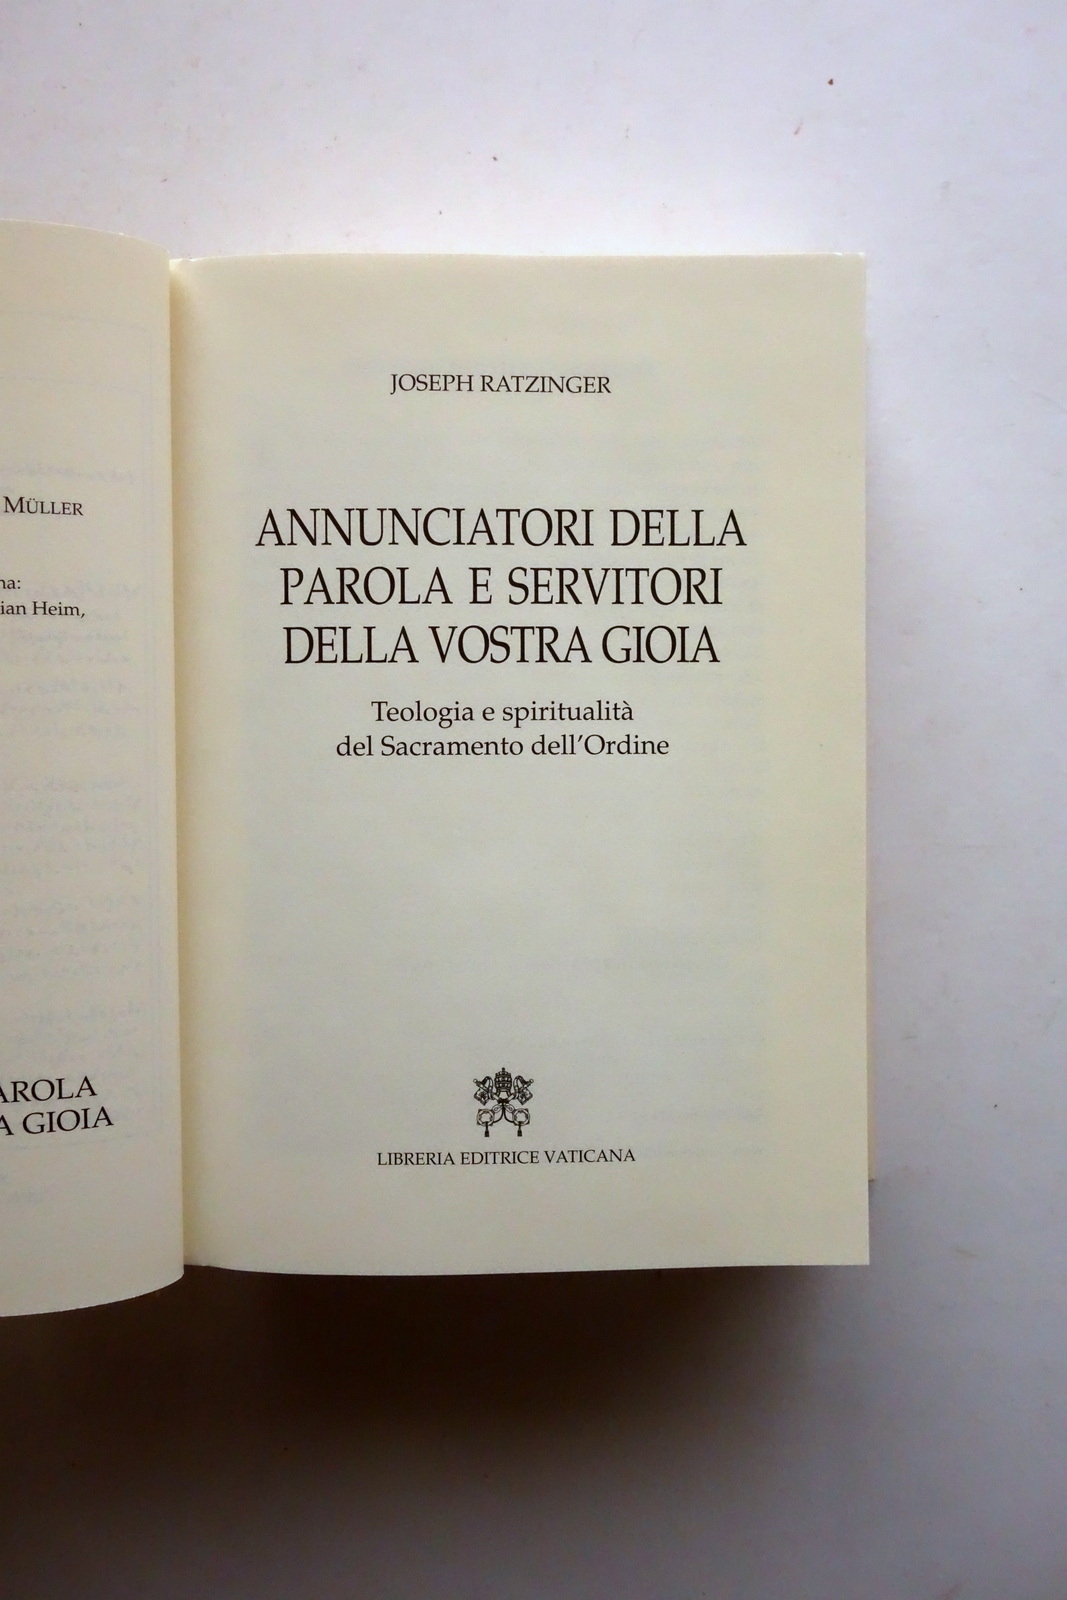 MÜLLER
na:
ian Heim,
AROLA
A GIOIA
JOSEPH RATZINGER
ANNUNCIATORI DELLA
PAROLA E SERVITORI
DELLA VOSTRA GIOIA
Teologia e spiritualità
del Sacramento dell'Ordine
LIBRERIA EDITRICE VATICANA